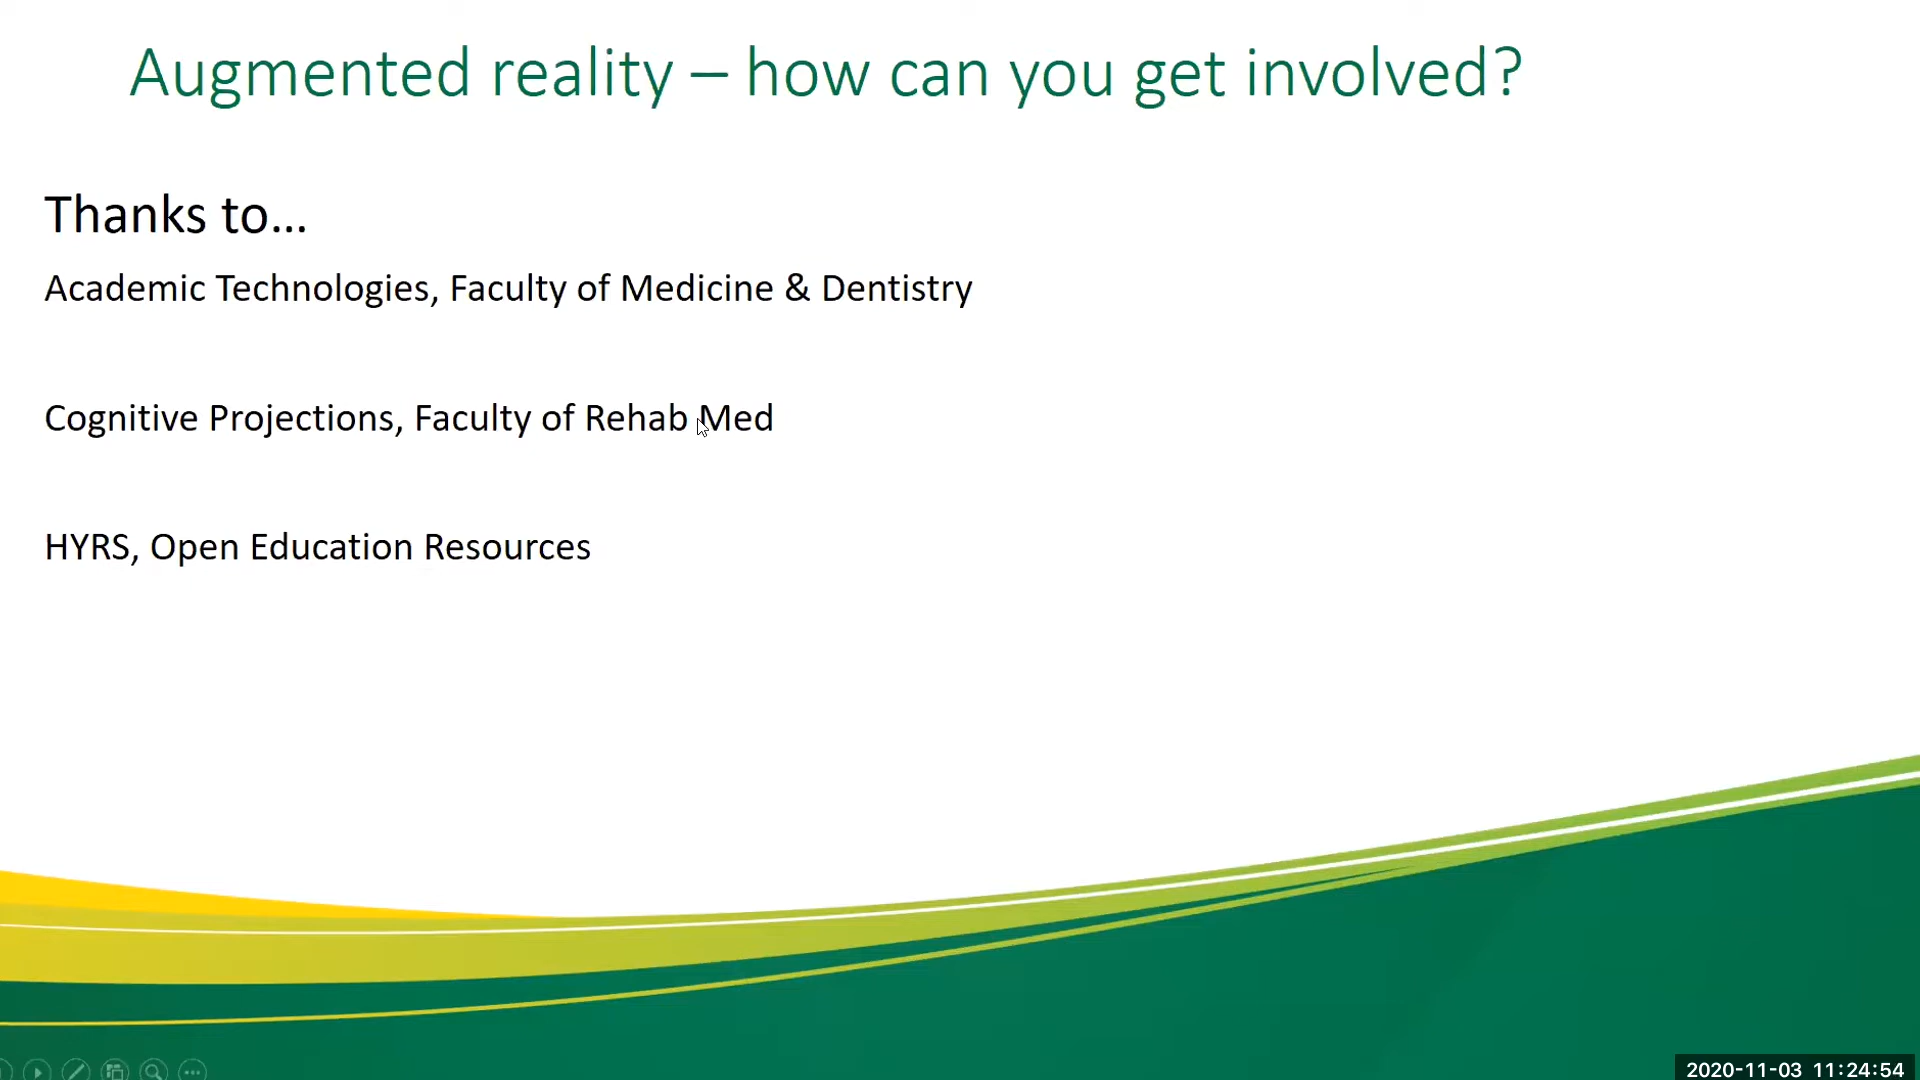 Augmented reality – how can you get involved?
Thanks to...
Academic Technologies, Faculty of Medicine & Dentistry
Cognitive Projections, Faculty of Rehab Med
HYRS, Open Education Resources
2020-11-03 11:24:54